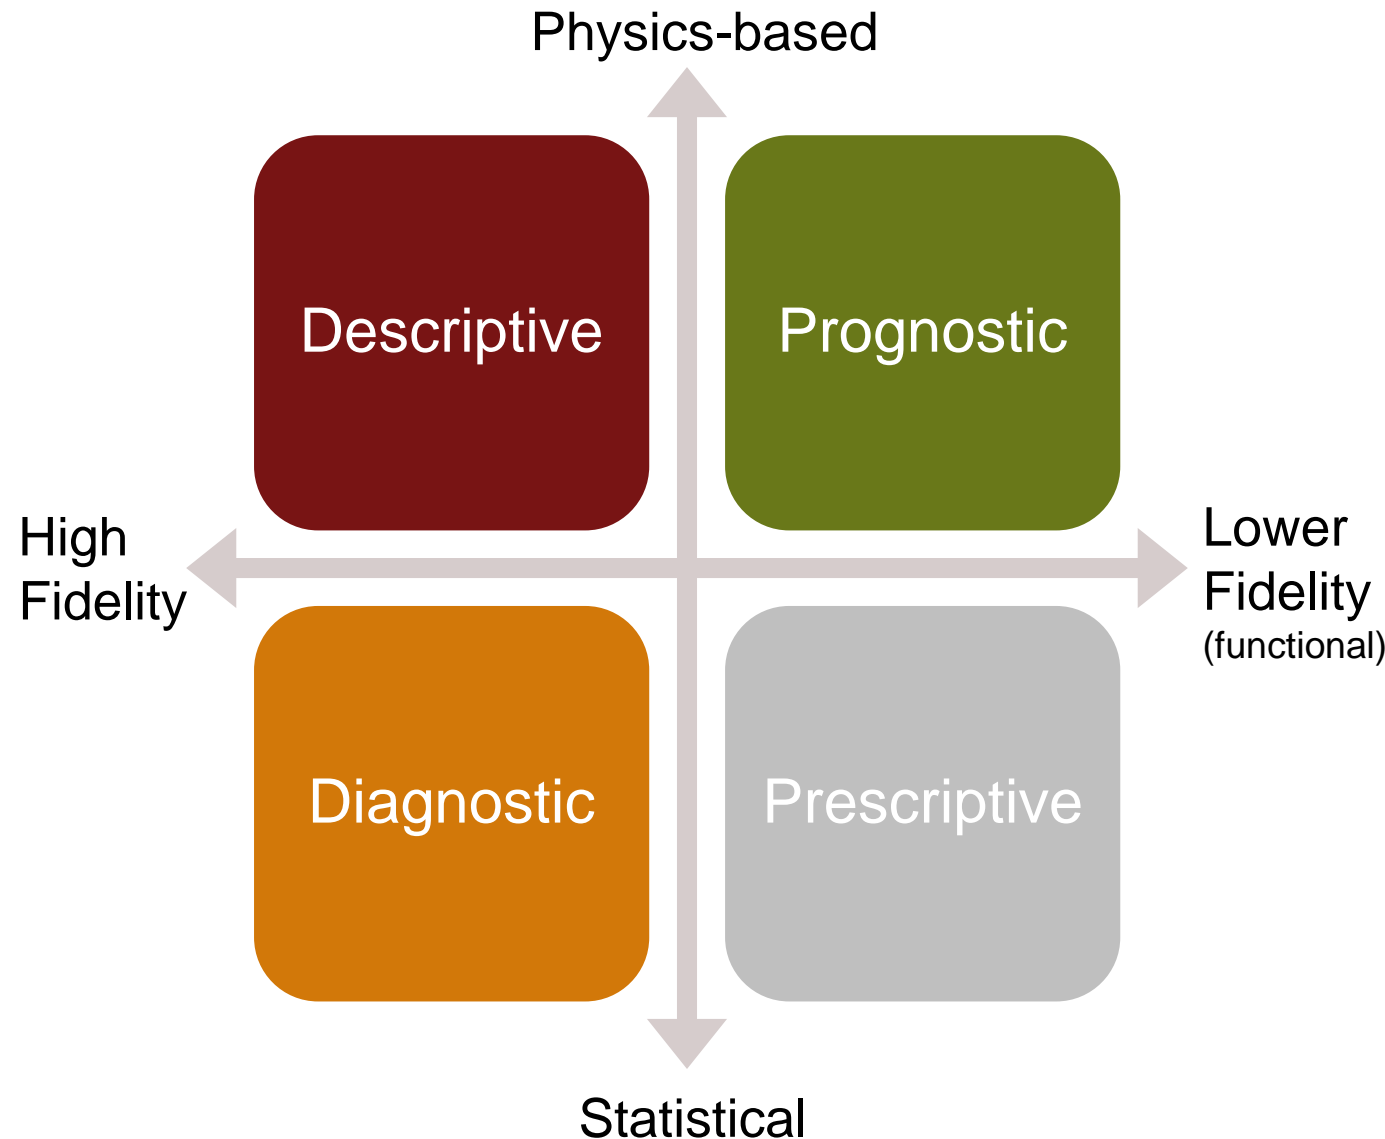 Physics-based
Descriptive
Prognostic
High
Fidelity
Lower
Fidelity
(functional)
Diagnostic
Prescriptive
Statistical